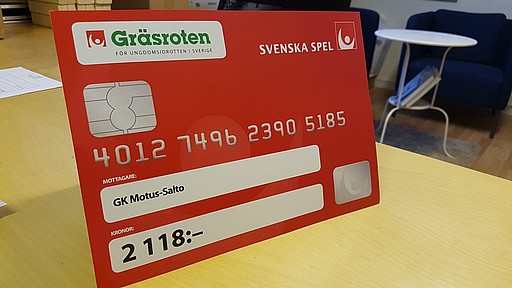 Gräsroten
FÖR UNGDOMSIDROTTEN I SVERIGE
SVENSKA SPEL
4012 7496 2390 5185
MOTTAGARE:
GK Motus-Salto
KRONOR:
2 118:–